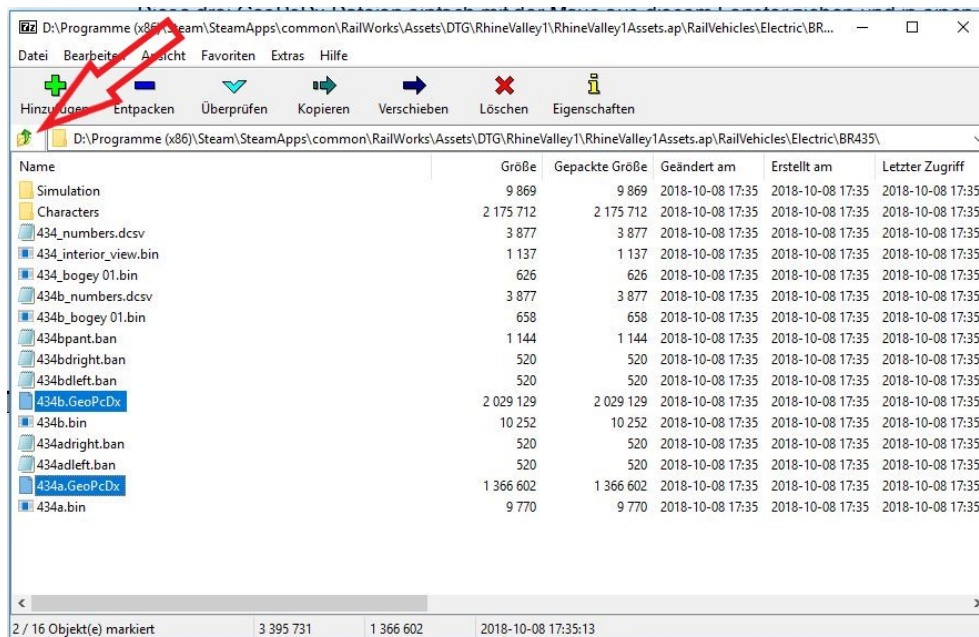 7z D:\Programme (x86)\Steam\SteamApps\common\RailWorks\Assets\DTG\RhineValley1\RhineValley1Assets.ap\RailVehicles\Electric\BR...
Datei Bearbeiten Ansicht Favoriten Extras Hilfe
Hinzufügen Entpacken Überprüfen Kopieren Verschieben Löschen Eigenschaften
D:\Programme (x86)\Steam\SteamApps\common\RailWorks\Assets\DTG\RhineValley1\RhineValley1Assets.ap\RailVehicles\Electric\BR435\
Name Größe Gepackte Größe Geändert am Erstellt am Letzter Zugriff
Simulation 9 869 9 869 2018-10-08 17:35 2018-10-08 17:35 2018-10-08 17:35
Characters 2 175 712 2 175 712 2018-10-08 17:35 2018-10-08 17:35 2018-10-08 17:35
434_numbers.dcsv 3 877 3 877 2018-10-08 17:35 2018-10-08 17:35 2018-10-08 17:35
434_interior_view.bin 1 137 1 137 2018-10-08 17:35 2018-10-08 17:35 2018-10-08 17:35
434_bogey 01.bin 626 626 2018-10-08 17:35 2018-10-08 17:35 2018-10-08 17:35
434b_numbers.dcsv 3 877 3 877 2018-10-08 17:35 2018-10-08 17:35 2018-10-08 17:35
434b_bogey 01.bin 658 658 2018-10-08 17:35 2018-10-08 17:35 2018-10-08 17:35
434bpant.ban 1 144 1 144 2018-10-08 17:35 2018-10-08 17:35 2018-10-08 17:35
434bdright.ban 520 520 2018-10-08 17:35 2018-10-08 17:35 2018-10-08 17:35
434bdleft.ban 520 520 2018-10-08 17:35 2018-10-08 17:35 2018-10-08 17:35
434b.GeoPcDx 2 029 129 2 029 129 2018-10-08 17:35 2018-10-08 17:35 2018-10-08 17:35
434b.bin 10 252 10 252 2018-10-08 17:35 2018-10-08 17:35 2018-10-08 17:35
434adright.ban 520 520 2018-10-08 17:35 2018-10-08 17:35 2018-10-08 17:35
434adleft.ban 520 520 2018-10-08 17:35 2018-10-08 17:35 2018-10-08 17:35
434a.GeoPcDx 1 366 602 1 366 602 2018-10-08 17:35 2018-10-08 17:35 2018-10-08 17:35
434a.bin 9 770 9 770 2018-10-08 17:35 2018-10-08 17:35 2018-10-08 17:35
2 / 16 Objekt(e) markiert 3 395 731 1 366 602 2018-10-08 17:35:13